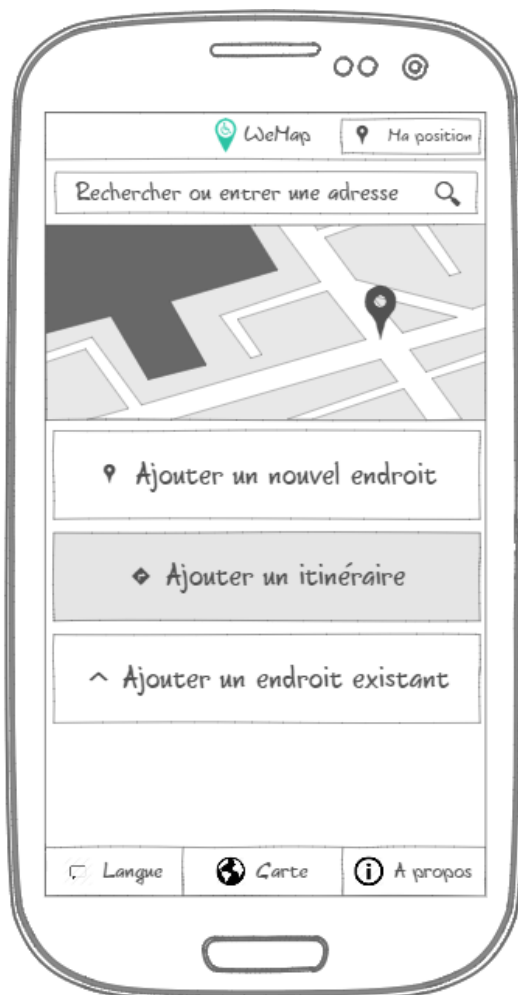 WeMap
Ma position
Rechercher ou entrer une adresse
Ajouter un nouvel endroit
Ajouter un itinéraire
Ajouter un endroit existant
Langue
Carte
A propos